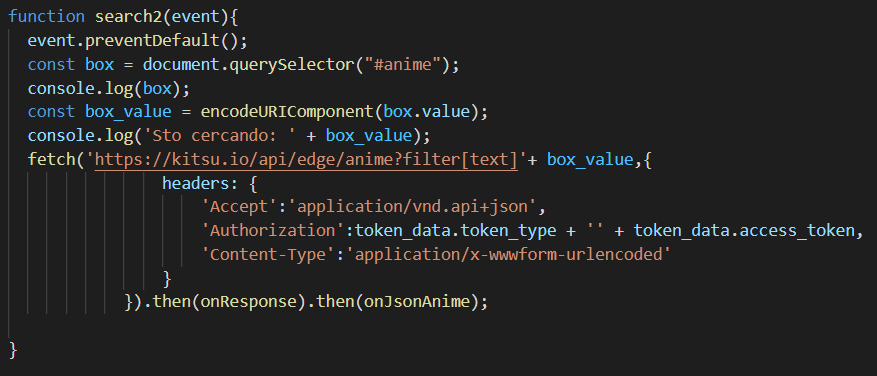 function search2(event){
event.preventDefault();
const box = document.querySelector("#anime");
console.log(box);
const box_value = encodeURIComponent(box.value);
console.log('Sto cercando: ' + box_value);
fetch('https://kitsu.io/api/edge/anime?filter[text]'+ box_value,{
headers: {
'Accept':'application/vnd.api+json',
'Authorization':token_data.token_type + '' + token_data.access_token,
'Content-Type':'application/x-wwwform-urlencoded'
}
}).then(onResponse).then(onJsonAnime);
}